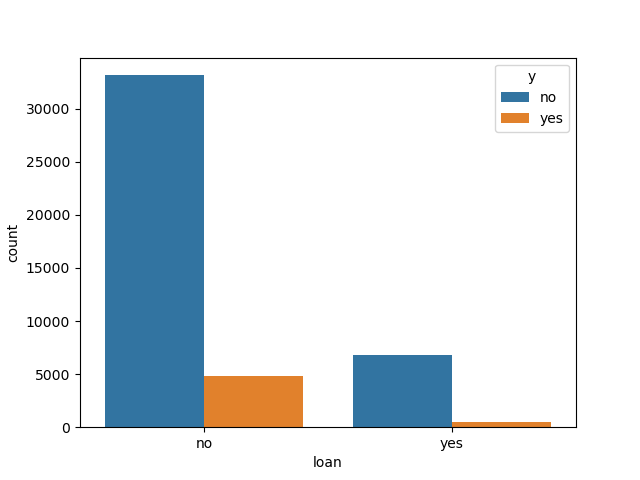 y
no
yes
30000
25000
20000
15000
10000
5000
0
count
no
yes
loan